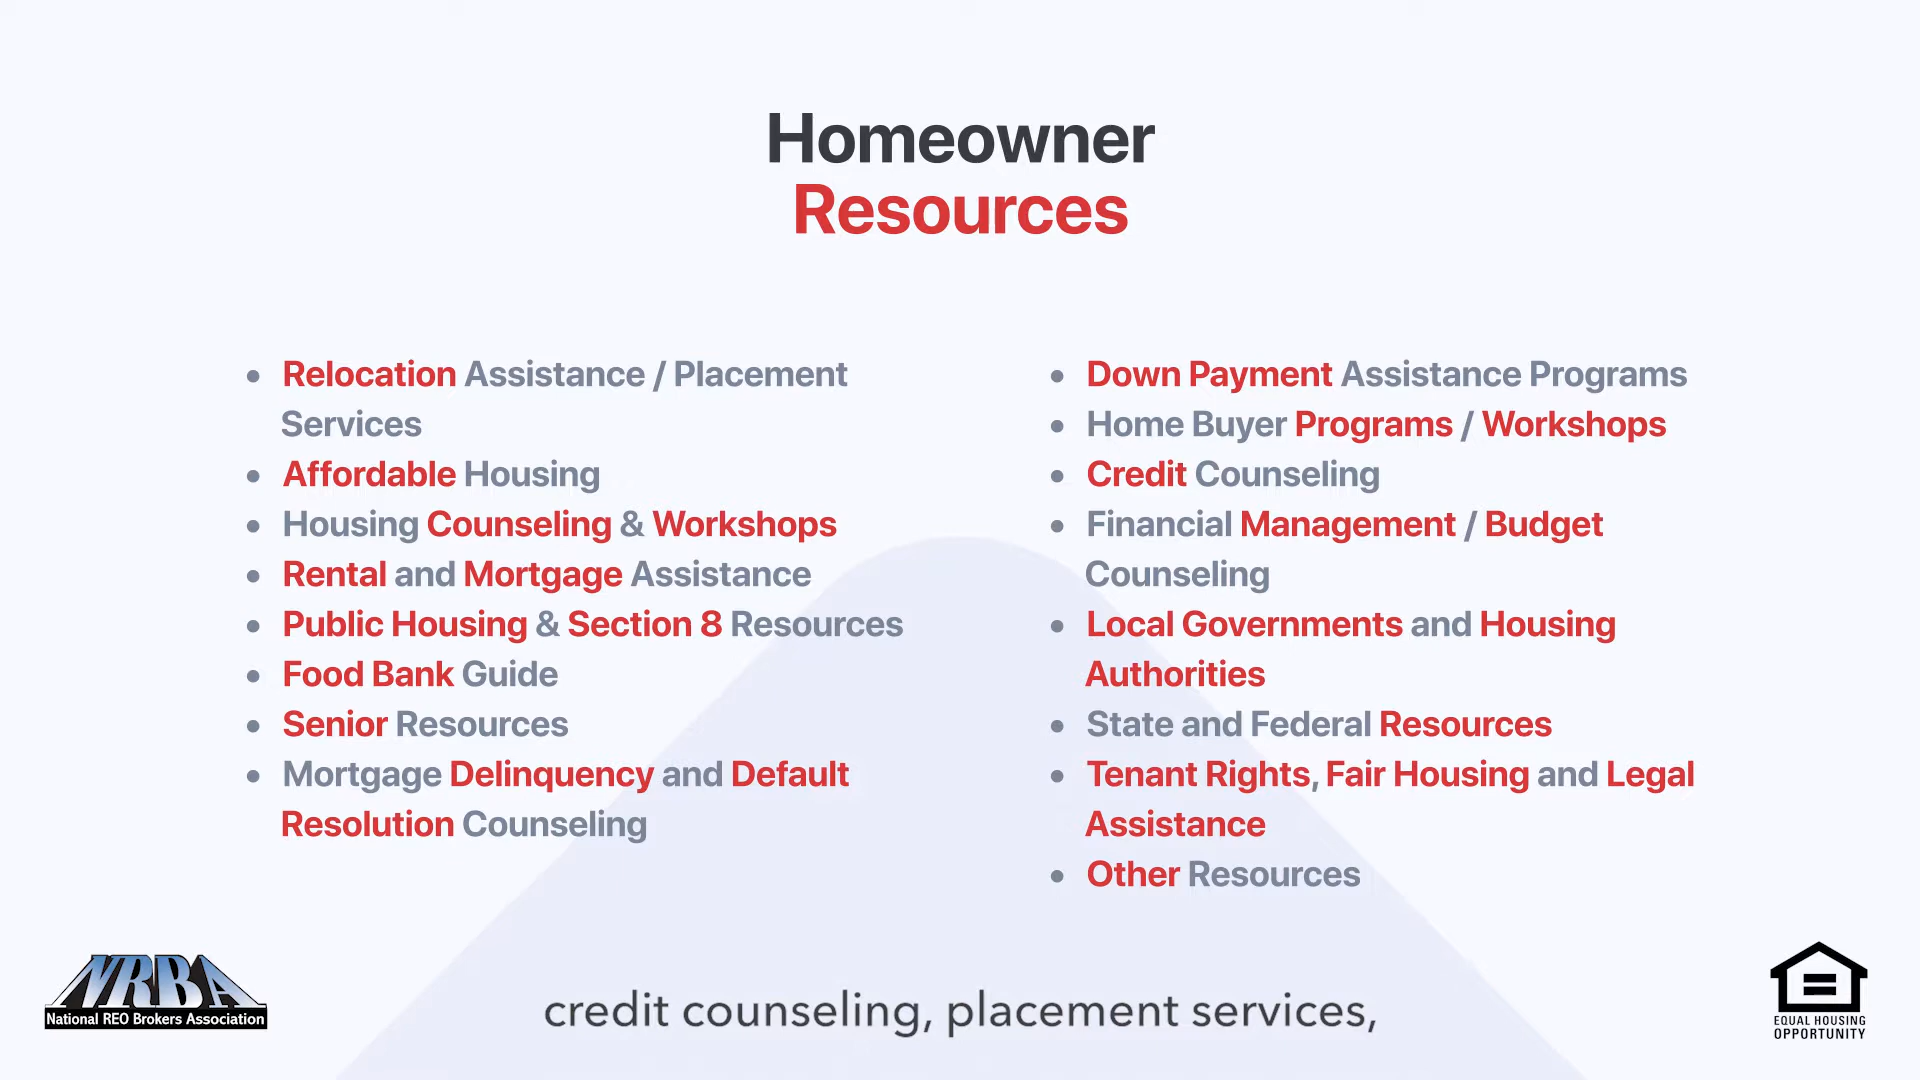 Homeowner
Resources
• Relocation Assistance / Placement
Services
• Affordable Housing
• Housing Counseling & Workshops
• Rental and Mortgage Assistance
• Public Housing & Section 8 Resources
• Food Bank Guide
• Senior Resources
• Mortgage Delinquency and Default
Resolution Counseling
• Down Payment Assistance Programs
• Home Buyer Programs / Workshops
• Credit Counseling
• Financial Management / Budget
Counseling
• Local Governments and Housing
Authorities
• State and Federal Resources
• Tenant Rights, Fair Housing and Legal
Assistance
• Other Resources
NRBA
National REO Brokers Association
credit counseling, placement services,
EQUAL HOUSING
OPPORTUNITY